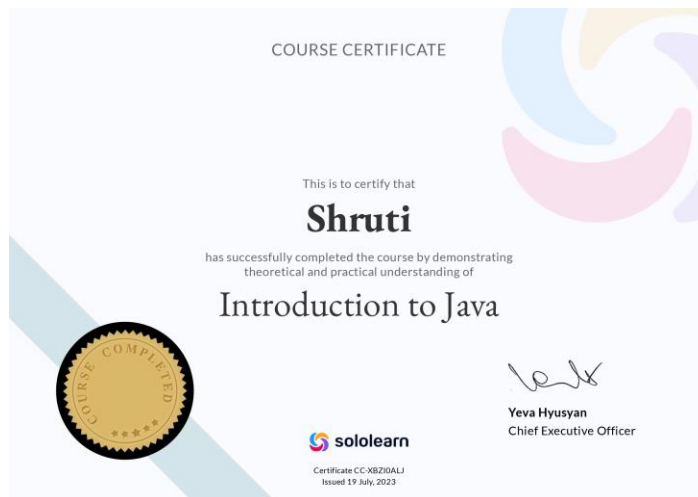 COURSE CERTIFICATE
This is to certify that
Shruti
has successfully completed the course by demonstrating
theoretical and practical understanding of
Introduction to Java
COURSE COMPLETED
Yeva Hyusyan
Chief Executive Officer
sololearn
Certificate CC-XBZI0ALJ
Issued 19 July, 2023